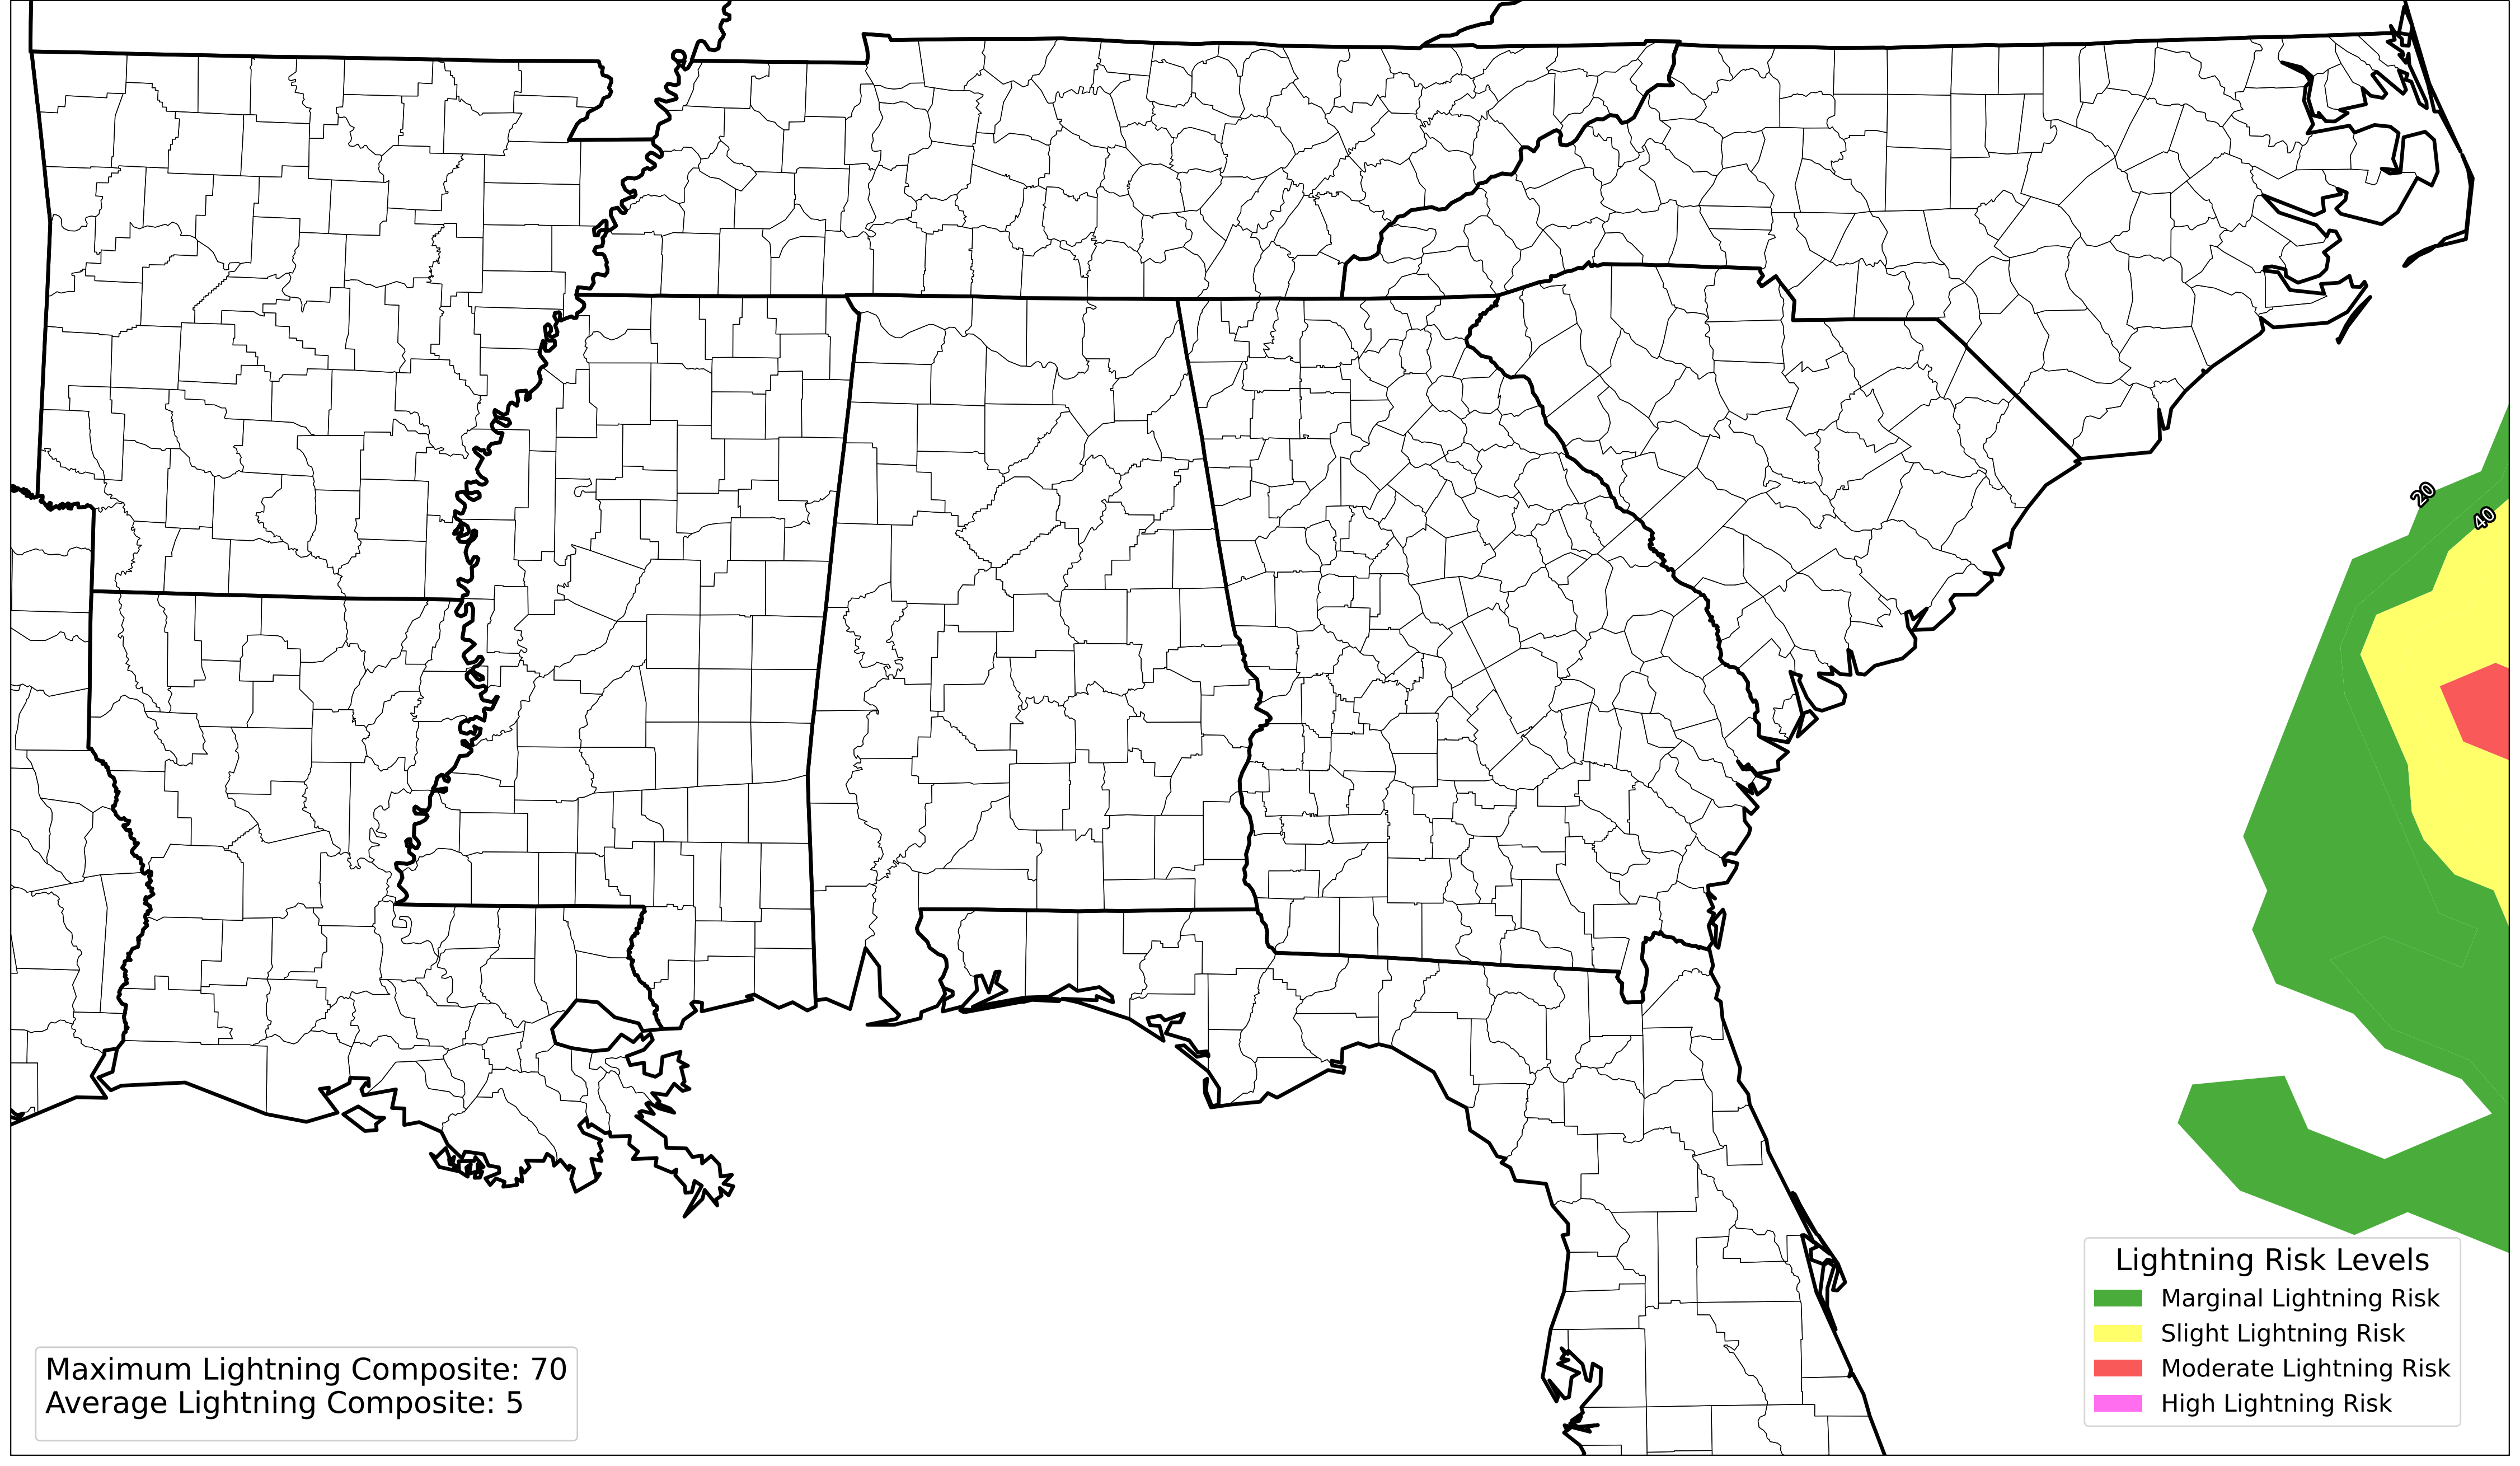 20
40
Lightning Risk Levels
Marginal Lightning Risk
Slight Lightning Risk
Moderate Lightning Risk
High Lightning Risk
Maximum Lightning Composite: 70
Average Lightning Composite: 5